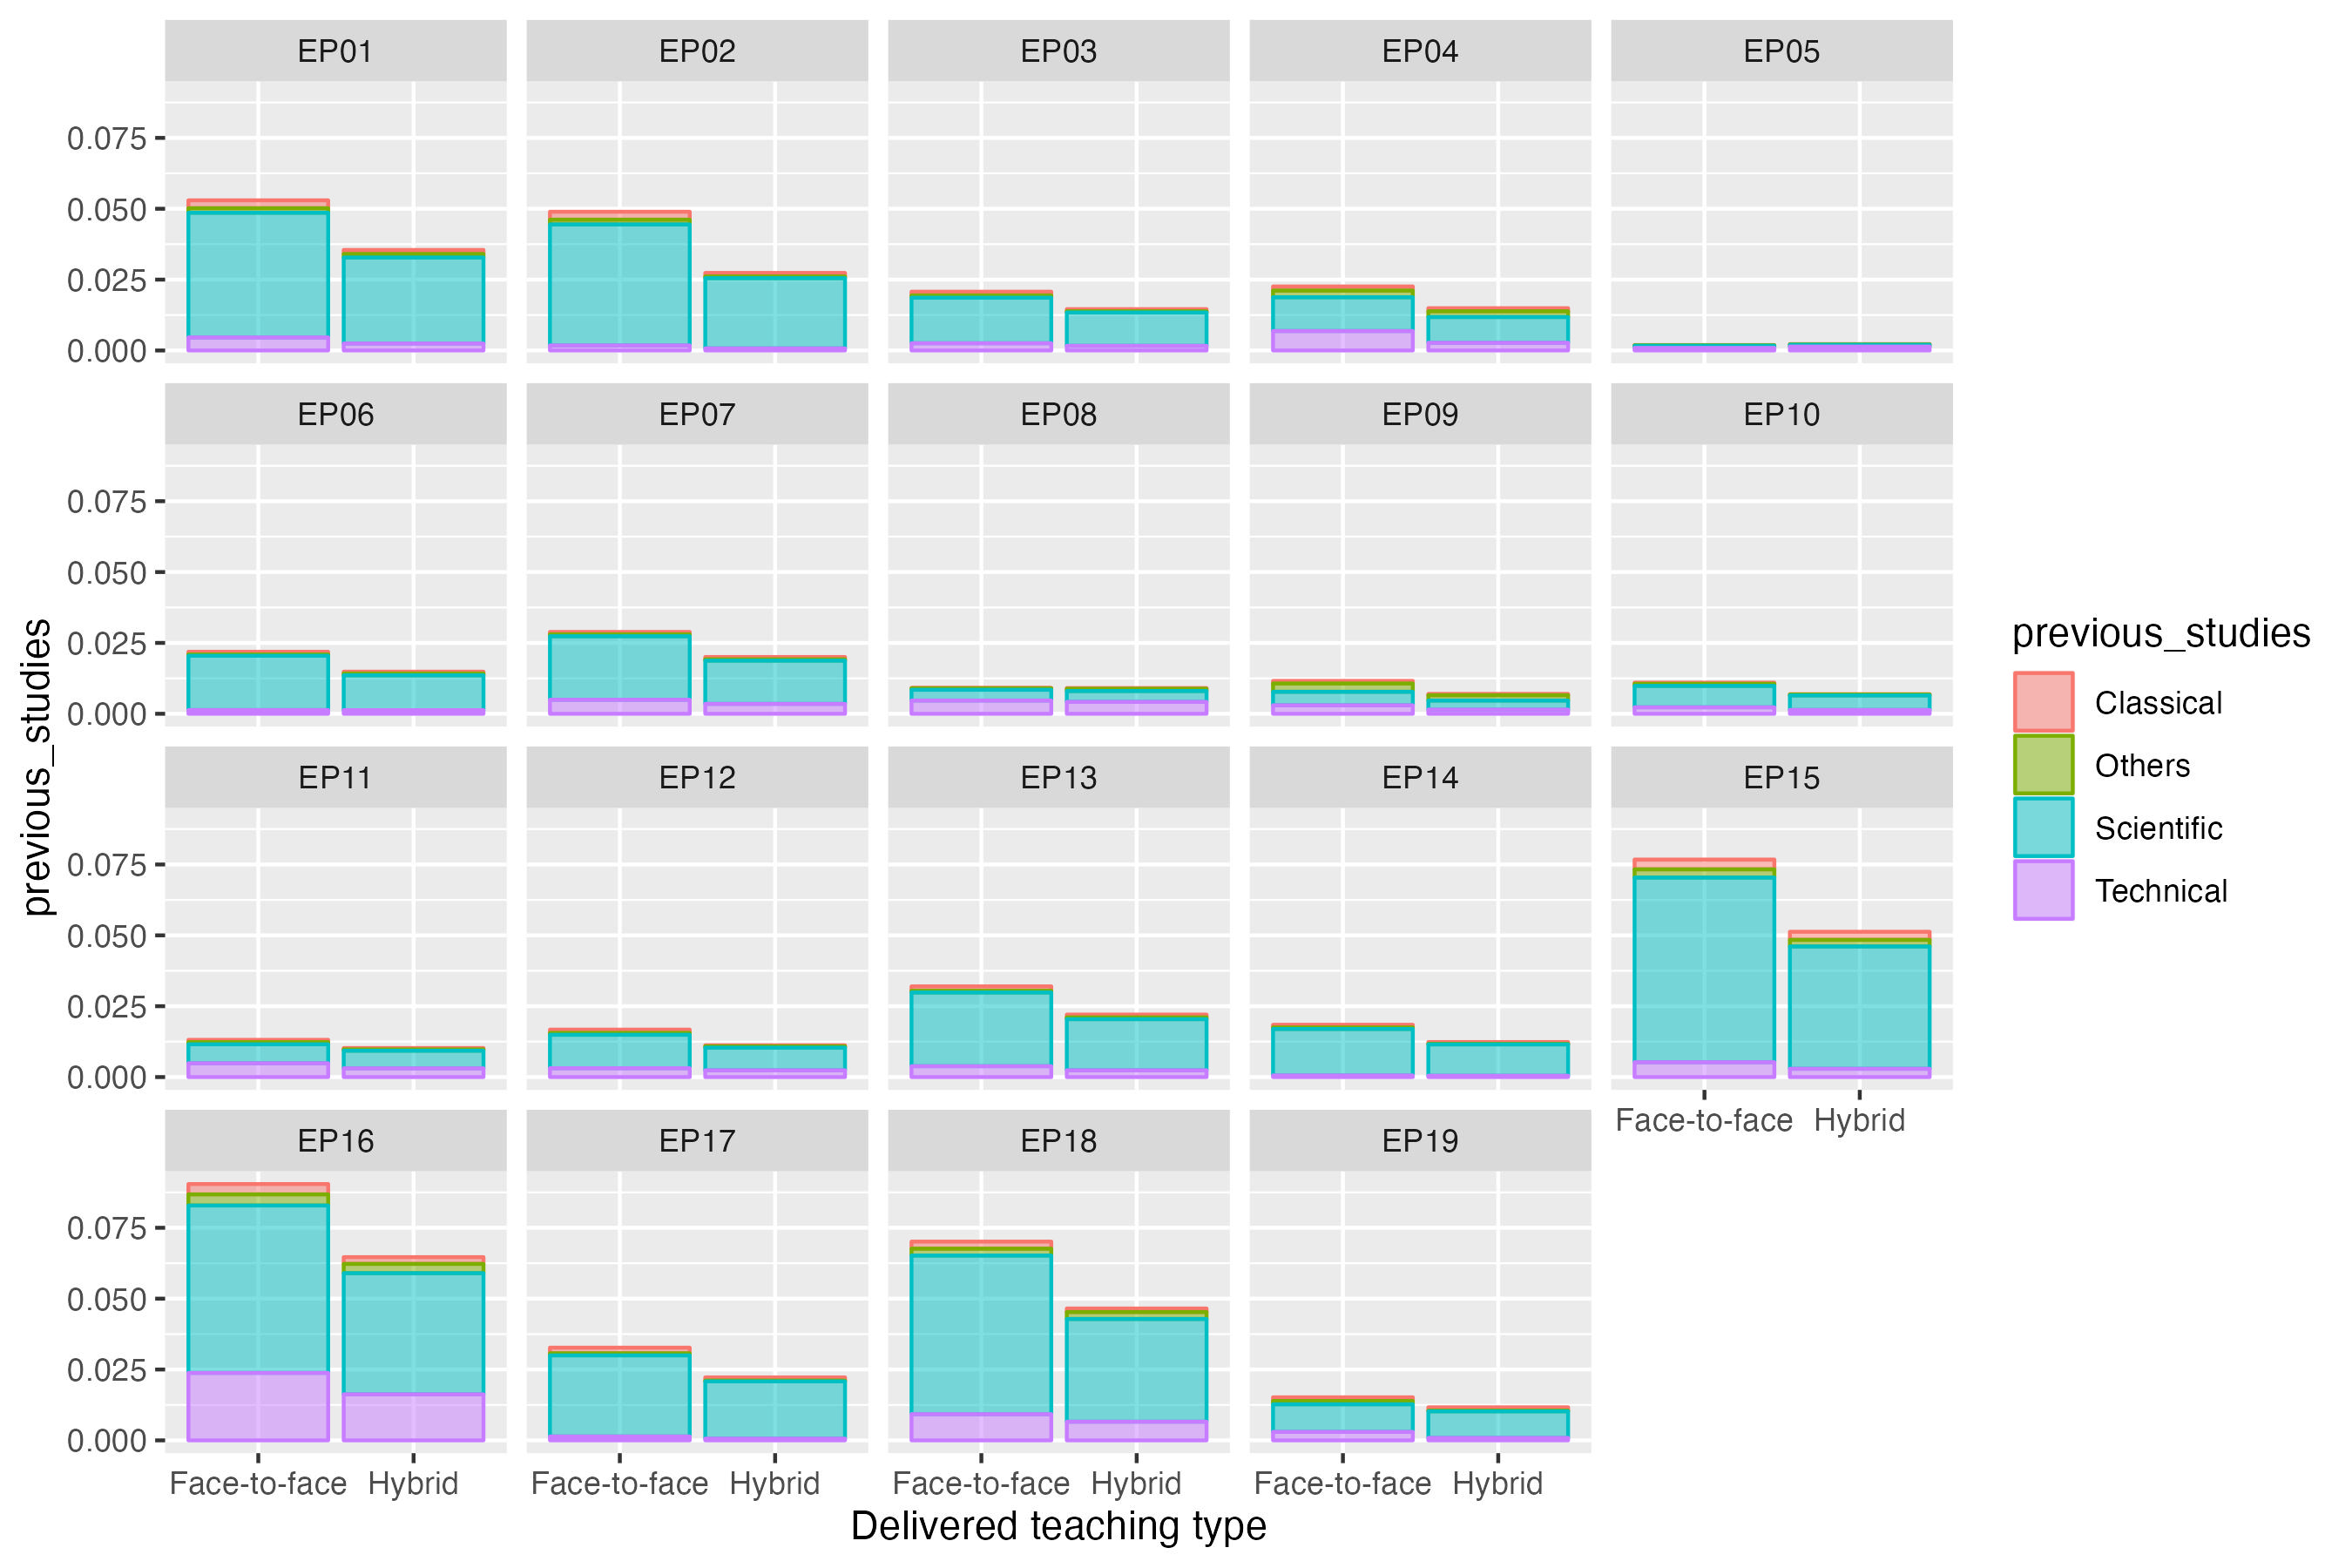 EP01 EP02 EP03 EP04 EP05
0.075
0.050
0.025
0.000
EP06 EP07 EP08 EP09 EP10
0.075
0.050
0.025
0.000
EP11 EP12 EP13 EP14 EP15
0.075
0.050
0.025
0.000
Face-to-face Hybrid
EP16 EP17 EP18 EP19
0.075
0.050
0.025
0.000
Face-to-face Hybrid Face-to-face Hybrid Face-to-face Hybrid Face-to-face Hybrid
Delivered teaching type
previous_studies
previous_studies
Classical
Others
Scientific
Technical